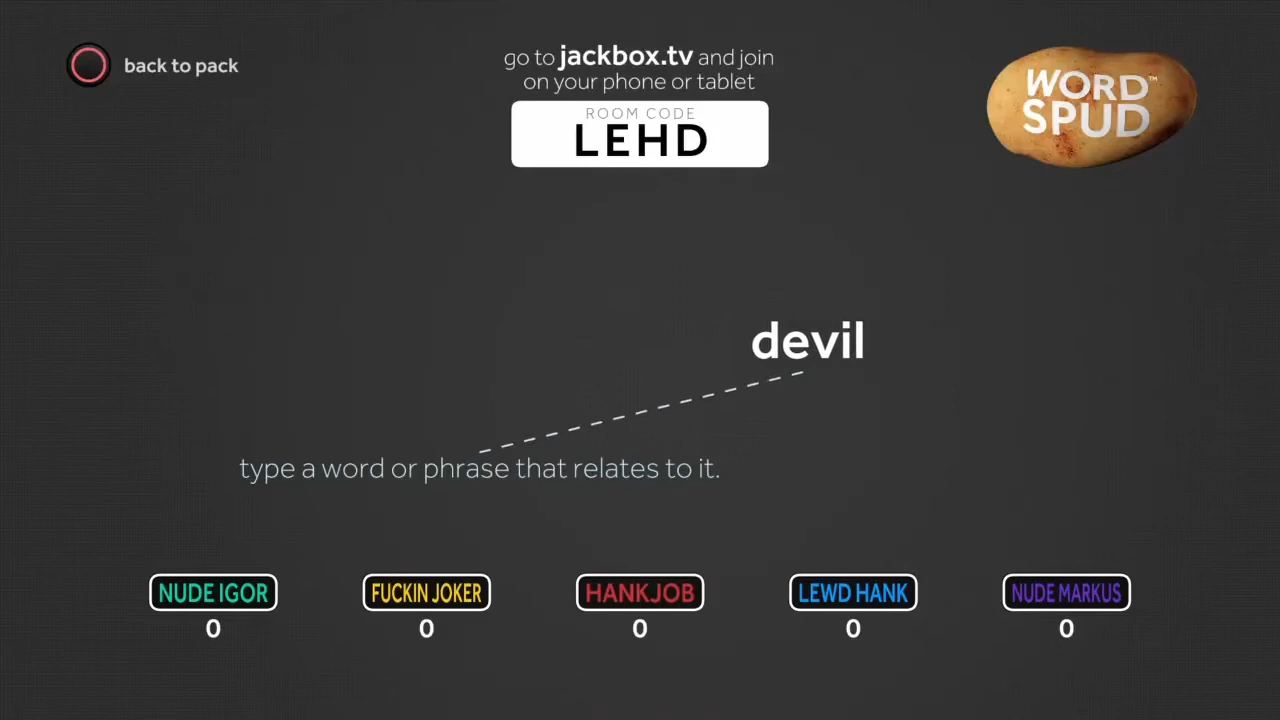 back to pack
go to jackbox.tv and join
on your phone or tablet
ROOM CODE
LEHD
WORD™
SPUD
devil
type a word or phrase that relates to it.
NUDE IGOR
FUCKIN JOKER
HANKJOB
LEWD HANK
NUDE MARKUS
0
0
0
0
0